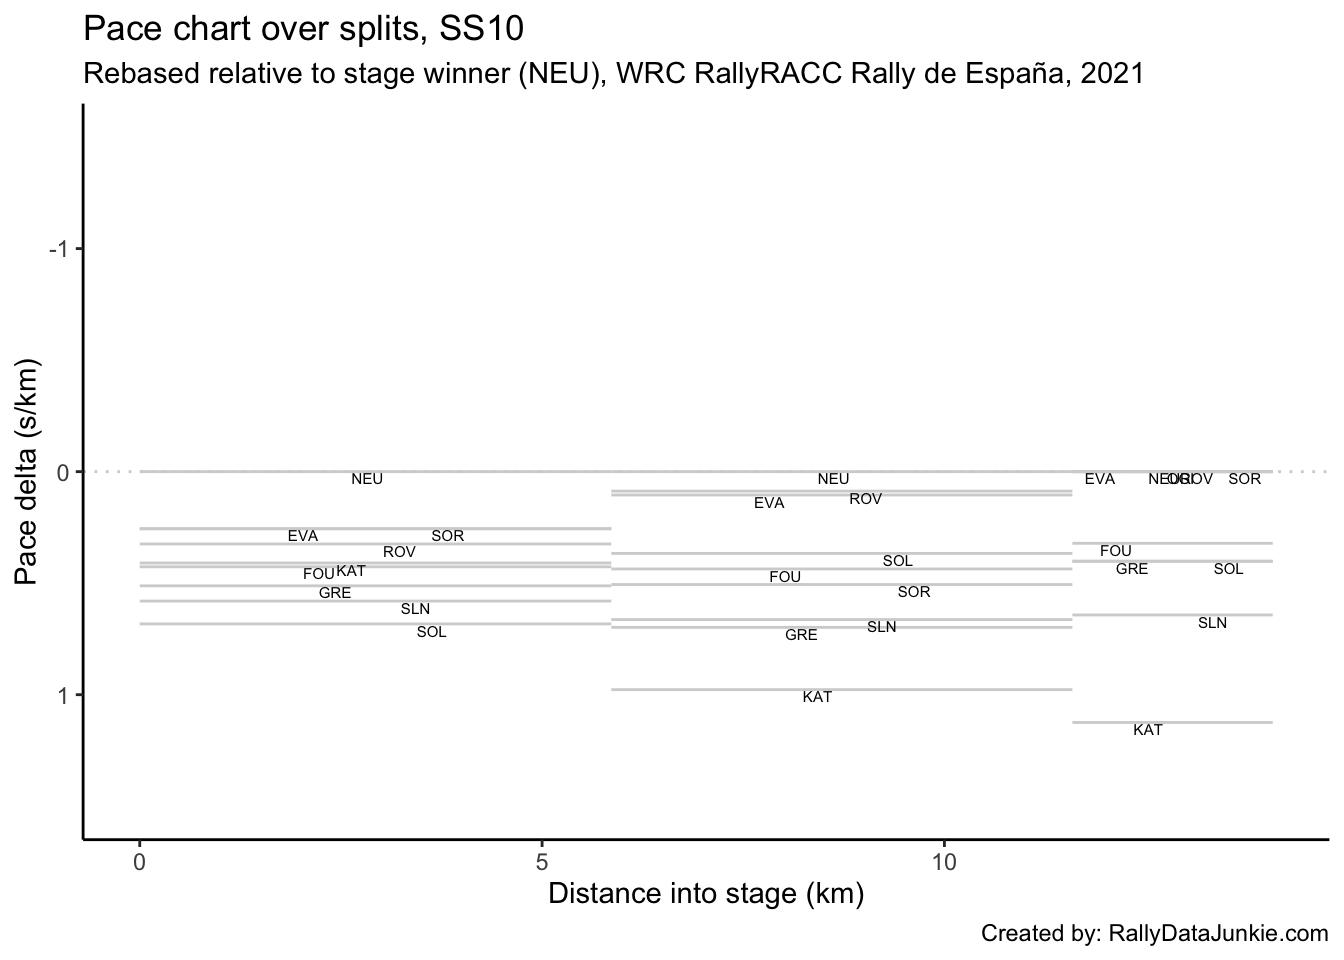 Pace chart over splits, SS10
Rebased relative to stage winner (NEU), WRC RallyRACC Rally de España, 2021
Pace delta (s/km)
-1
0
1
NEU
EVA SOR
ROV
FOU KAT
GRE
SLN
SOL
NEU
EVA ROV
SOL
FOU
SOR
SLN
GRE
KAT
EVA NEU ROV SOR
FOU
GRE SOL
SLN
KAT
0 5 10
Distance into stage (km)
Created by: RallyDataJunkie.com